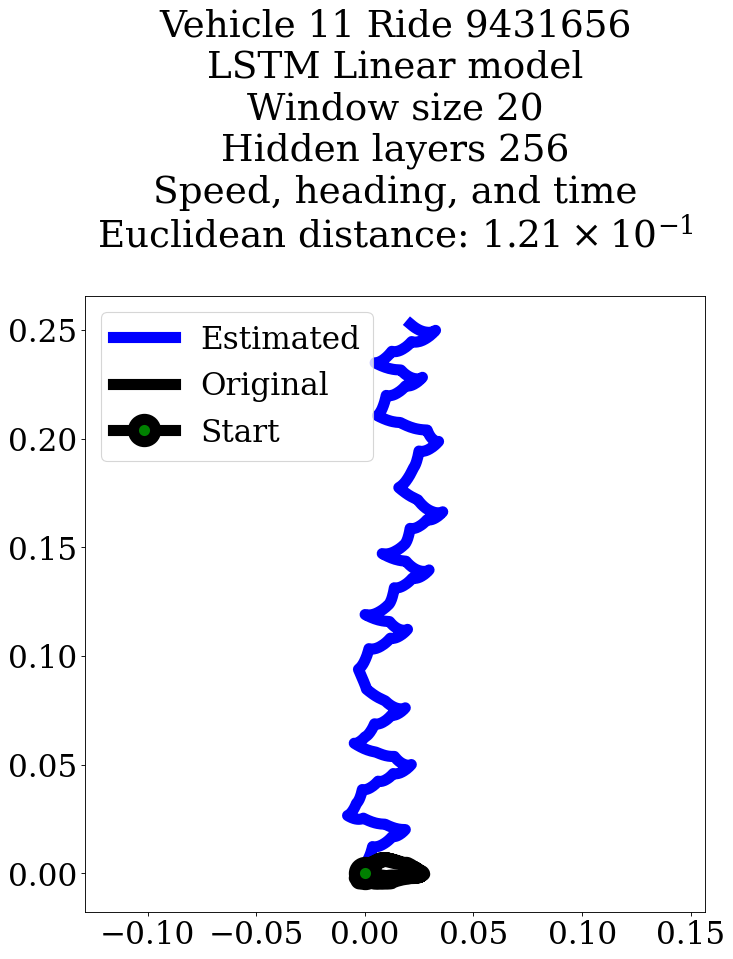 Vehicle 11 Ride 9431656
LSTM Linear model
Window size 20
Hidden layers 256
Speed, heading, and time
Euclidean distance: 1.21 × 10⁻¹
Estimated
Original
Start
0.25
0.20
0.15
0.10
0.05
0.00
−0.10 −0.05 0.00 0.05 0.10 0.15